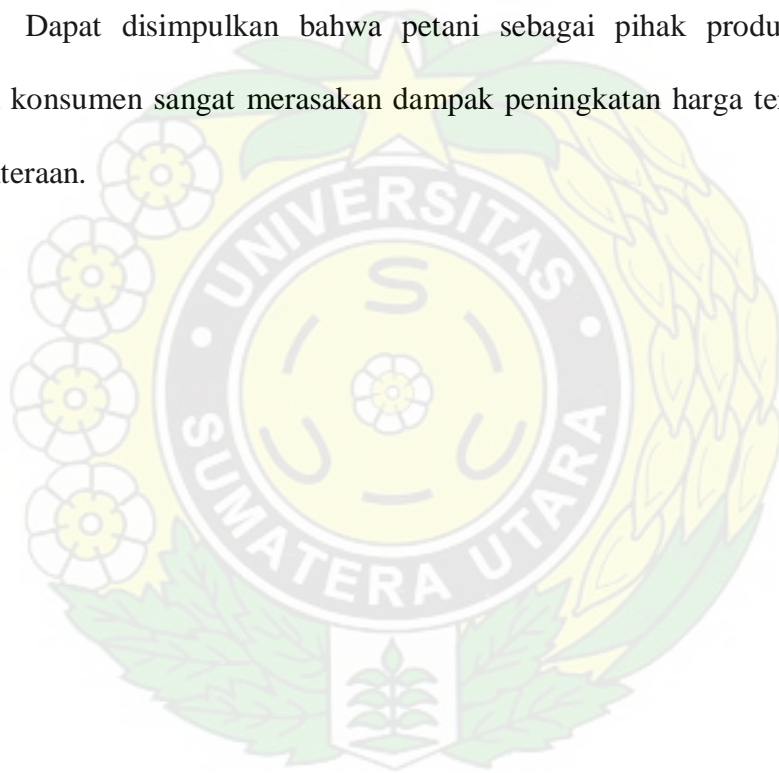 Dapat disimpulkan bahwa petani sebagai pihak produ
konsumen sangat merasakan dampak peningkatan harga te
teraan.
UNIVERSITAS
SUMATERA UTARA